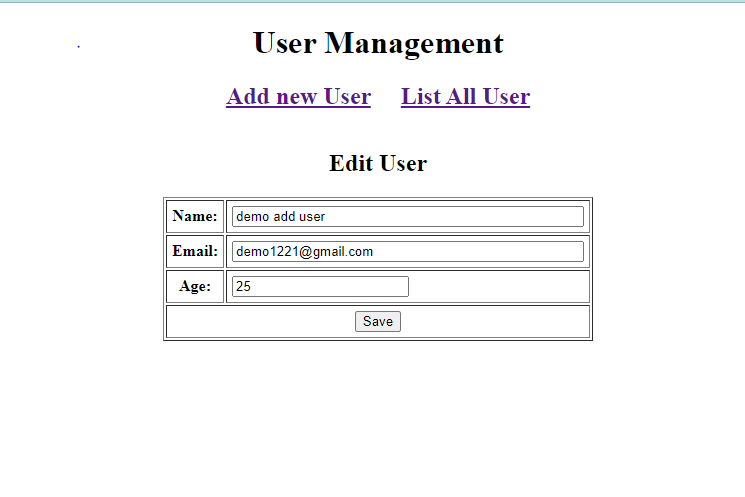 User Management
Add new User List All User
Edit User
Name: demo add user
Email: demo1221@gmail.com
Age: 25
Save